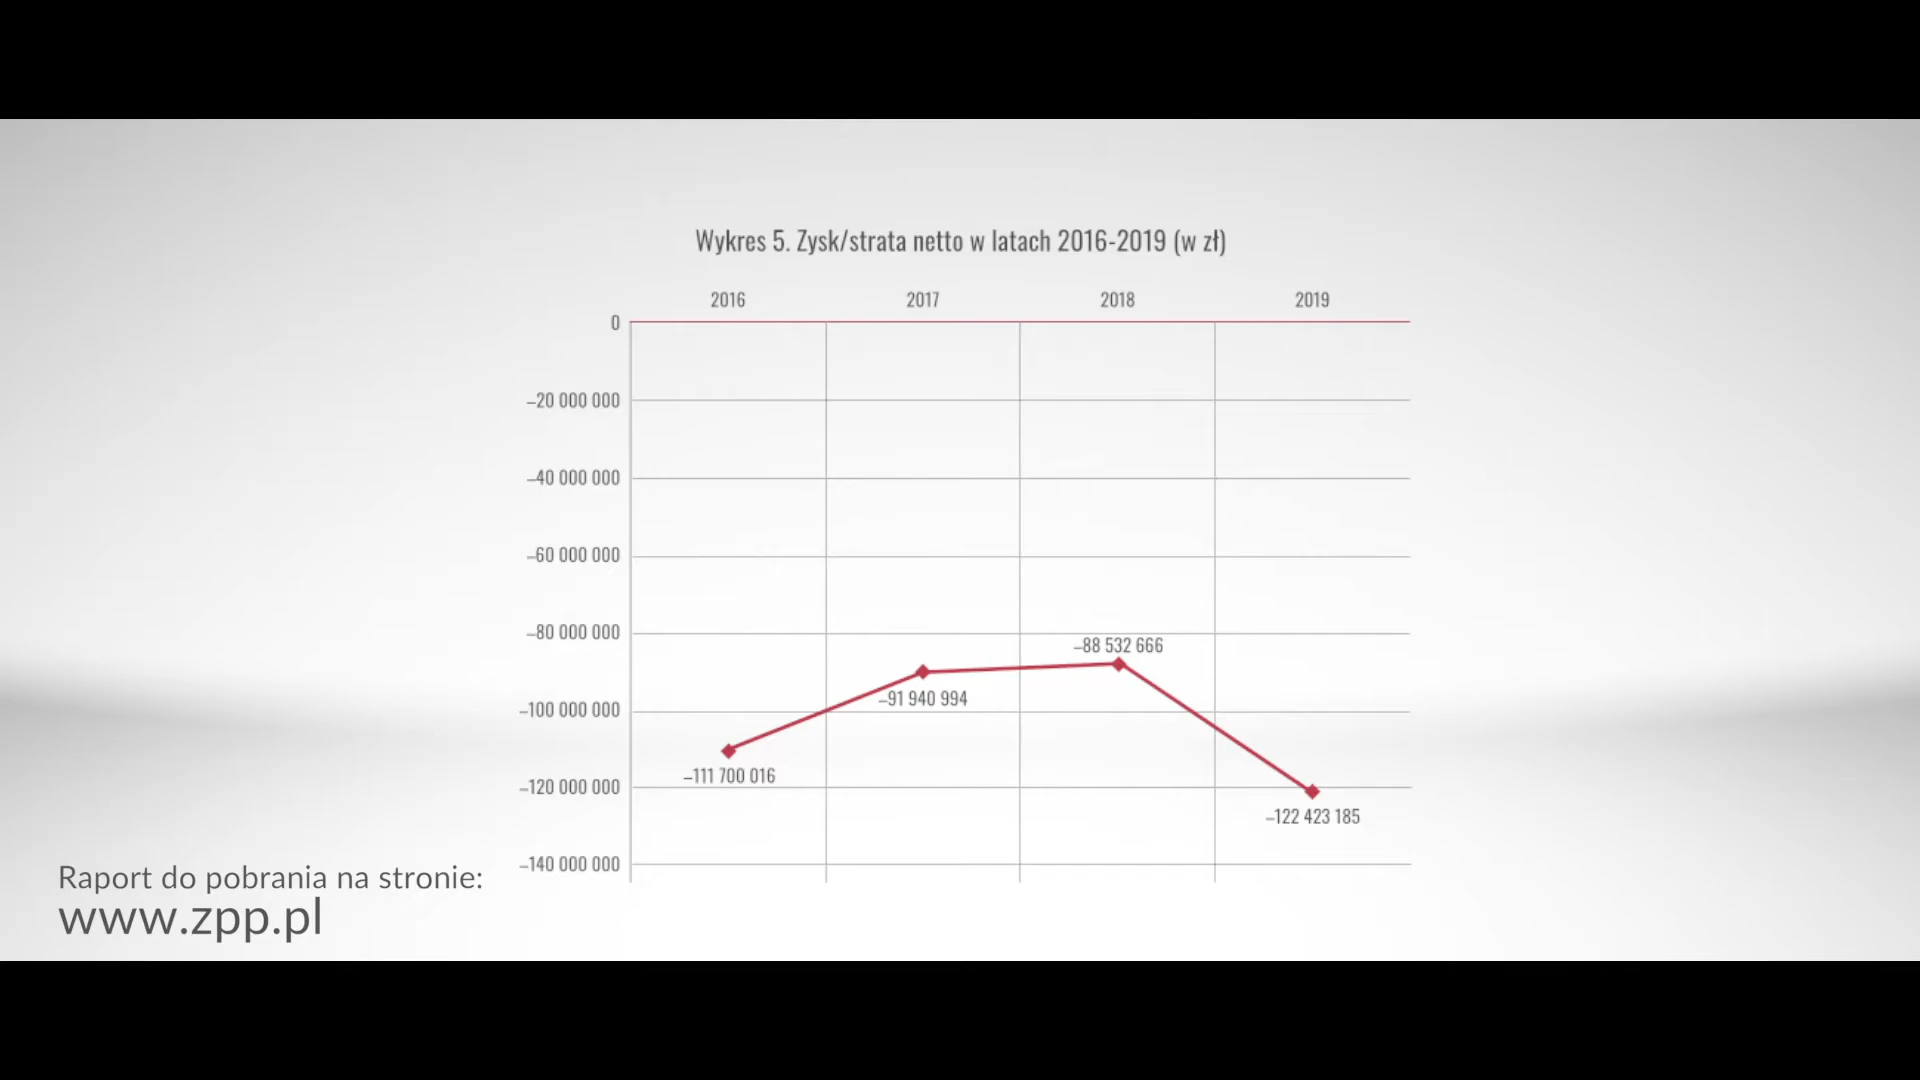 Wykres 5. Zysk/strata netto w latach 2016-2019 (w zł)
2016 2017 2018 2019
0
–20 000 000
–40 000 000
–60 000 000
–80 000 000
–88 532 666
–91 940 994
–100 000 000
–111 700 016
–120 000 000
–122 423 185
–140 000 000
Raport do pobrania na stronie:
www.zpp.pl